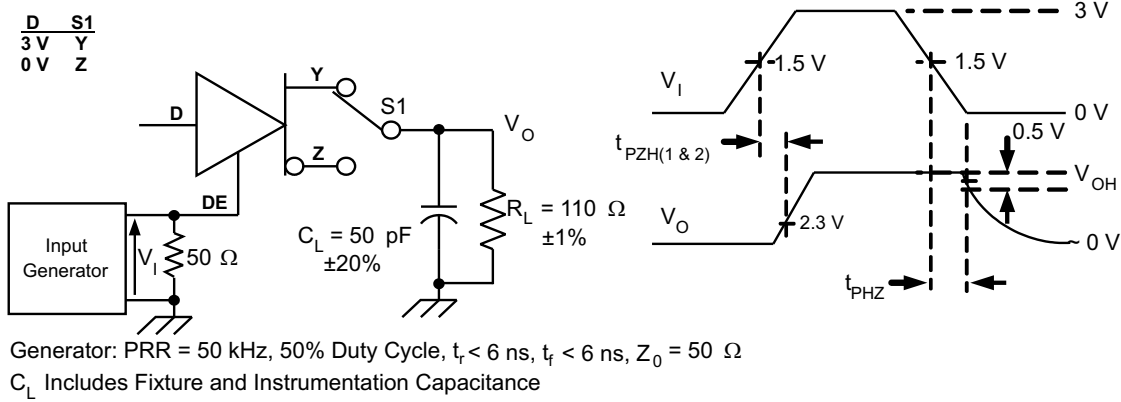 D S1
3 V Y
0 V Z
D
Y
S1
Z
DE
V_O
Input
Generator
V_I
50 Ω
C_L = 50 pF
±20%
R_L = 110 Ω
±1%
3 V
1.5 V
1.5 V
V_I
0 V
0.5 V
t_PZH(1 & 2)
V_OH
V_O
2.3 V
~ 0 V
t_PHZ
Generator: PRR = 50 kHz, 50% Duty Cycle, t_r < 6 ns, t_f < 6 ns, Z_0 = 50 Ω
C_L Includes Fixture and Instrumentation Capacitance